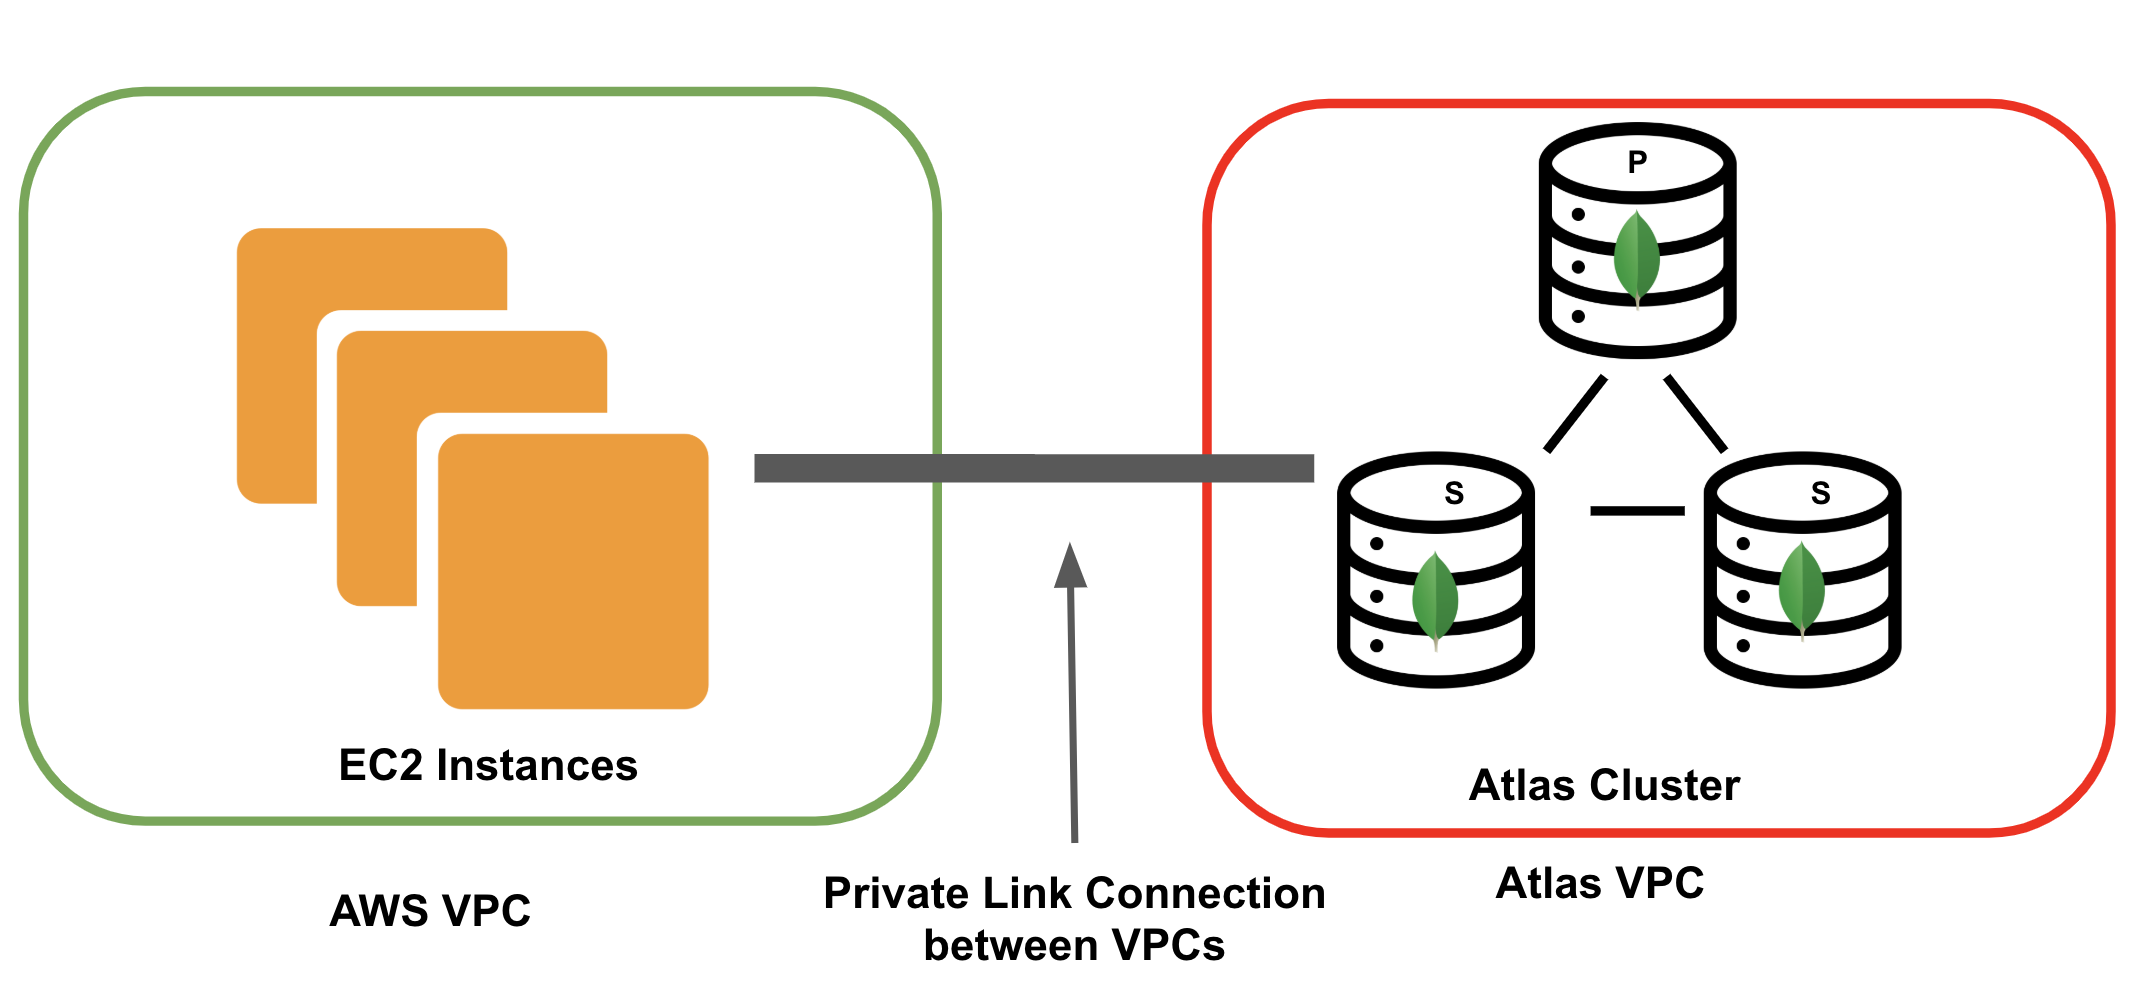 P
S
S
EC2 Instances
Atlas Cluster
AWS VPC
Private Link Connection
between VPCs
Atlas VPC